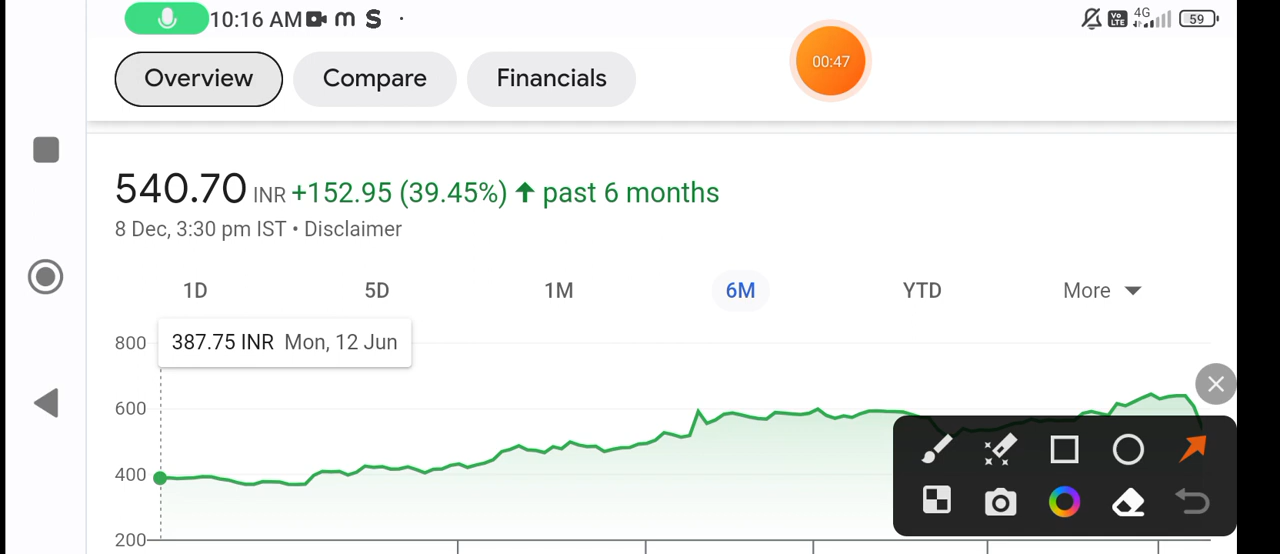 10:16 AM m S
Vo LTE 4G 59
Overview Compare Financials
00:47
540.70 INR +152.95 (39.45%) ↑ past 6 months
8 Dec, 3:30 pm IST • Disclaimer
1D 5D 1M 6M YTD More
387.75 INR Mon, 12 Jun
800
600
400
200